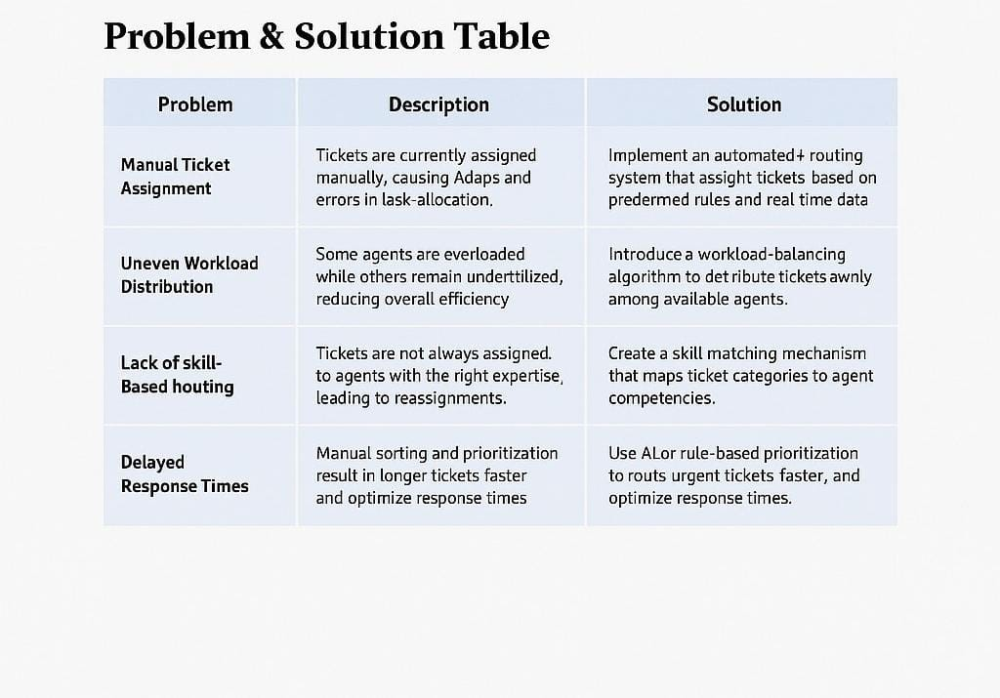 Problem & Solution Table
Problem
Description
Solution
Manual Ticket
Assignment
Tickets are currently assigned
manually, causing Adaps and
errors in lask-allocation.
Implement an automated+ routing
system that assight tickets based on
predermed rules and real time data
Uneven Workload
Distribution
Some agents are everloaded
while others remain underttilized,
reducing overall efficiency
Introduce a workload-balancing
algorithm to det ribute tickets awnly
among available agents.
Lack of skill-
Based houting
Tickets are not always assigned.
to agents with the right expertise,
leading to reassignments.
Create a skill matching mechanism
that maps ticket categories to agent
competencies.
Delayed
Response Times
Manual sorting and prioritization
result in longer tickets faster
and optimize response times
Use ALor rule-based prioritization
to routs urgent tickets faster, and
optimize response times.